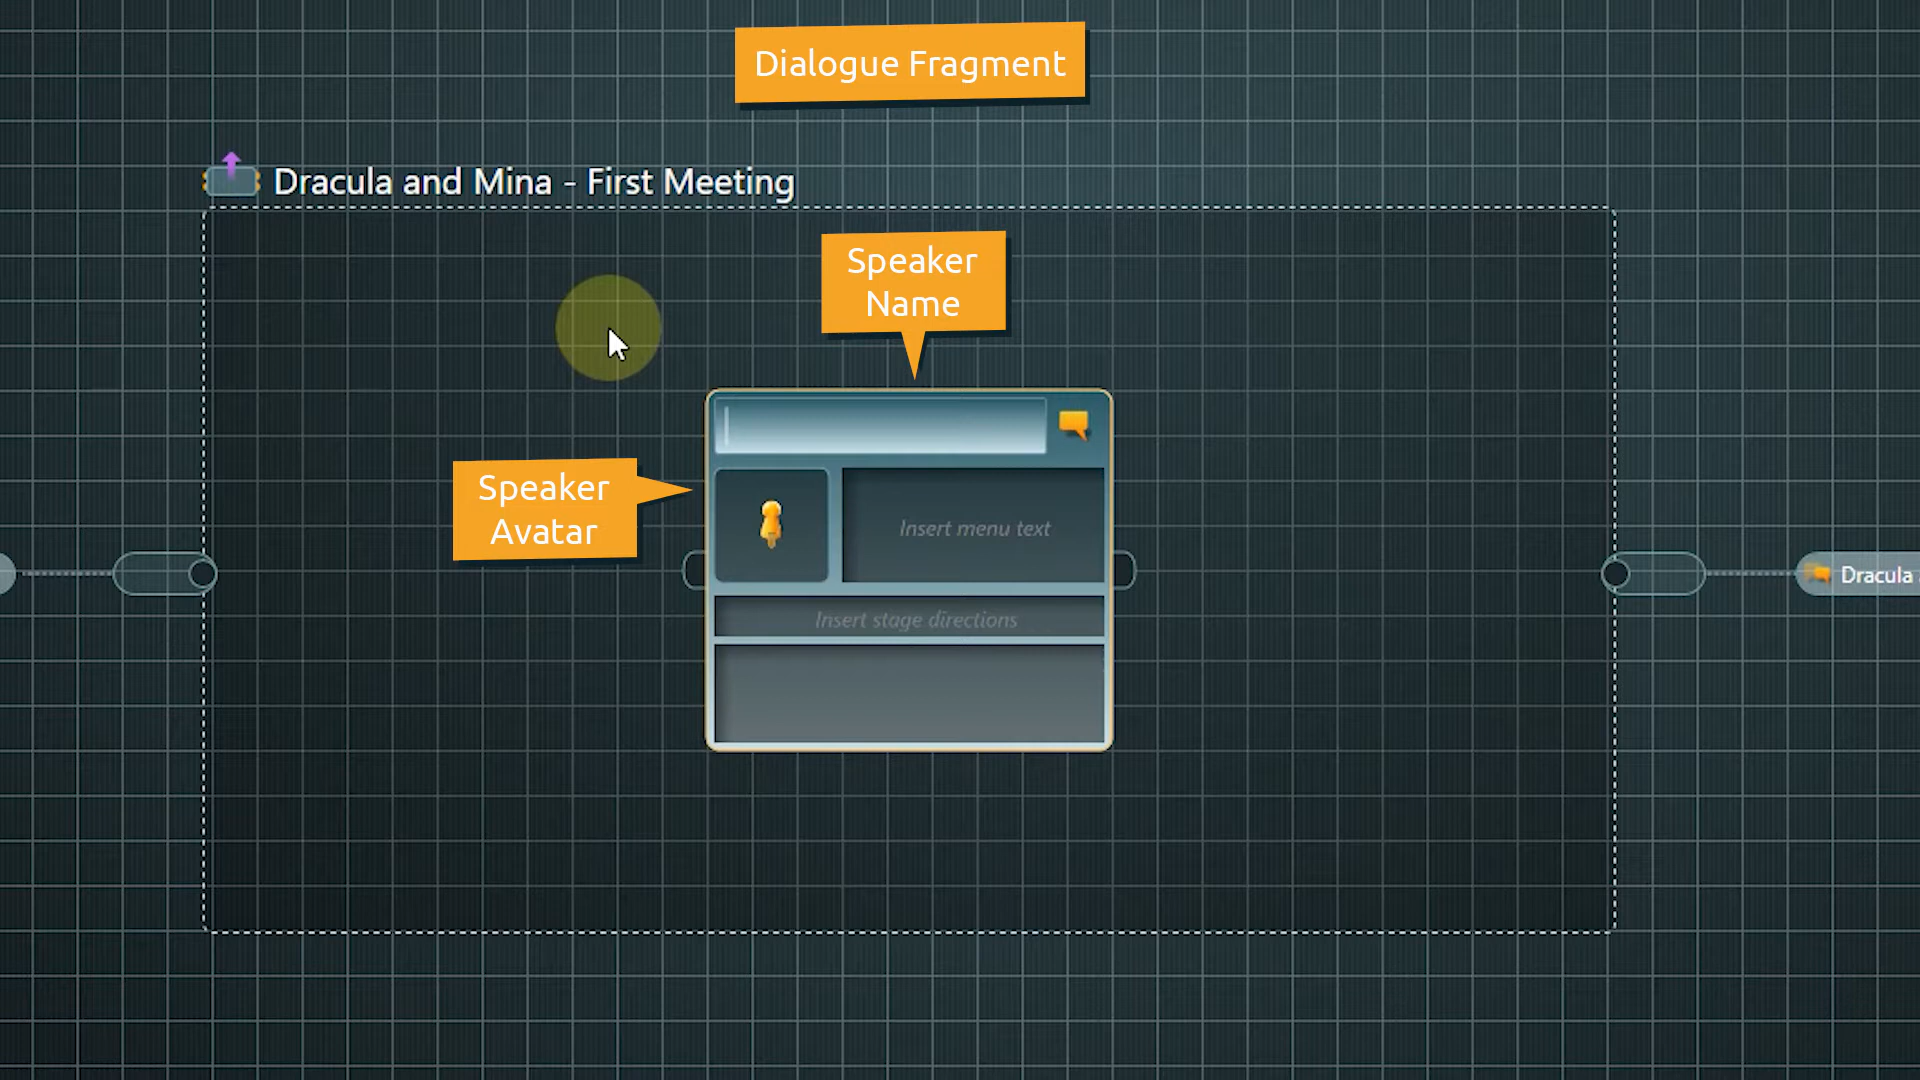 Dialogue Fragment
Dracula and Mina - First Meeting
Speaker
Name
Speaker
Avatar
Insert menu text
Insert stage directions
Dracula